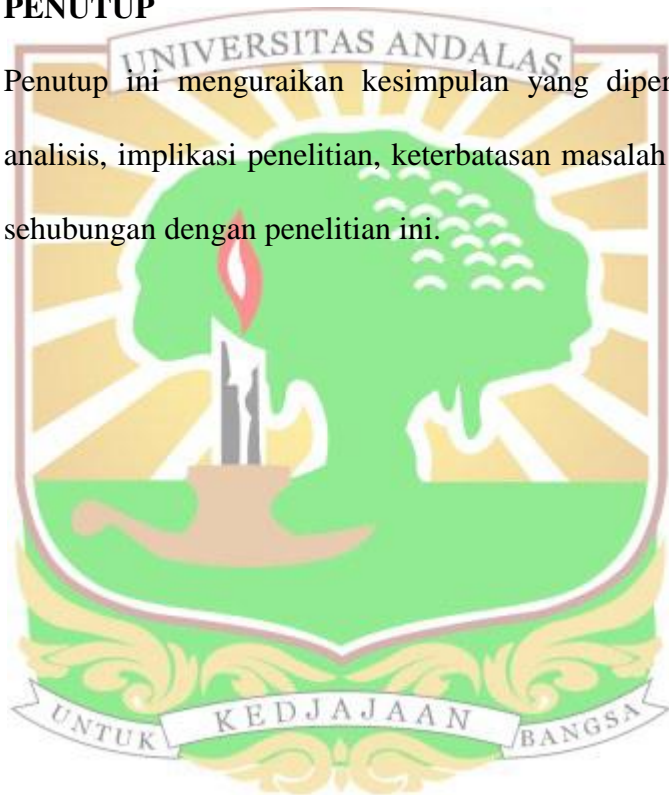 PENUTUP
UNIVERSITAS ANDALAS
Penutup ini menguraikan kesimpulan yang
analisis, implikasi penelitian, keterbatasan masalah
sehubungan dengan penelitian ini.
UNTUK KEDJAJAAN BANGSA